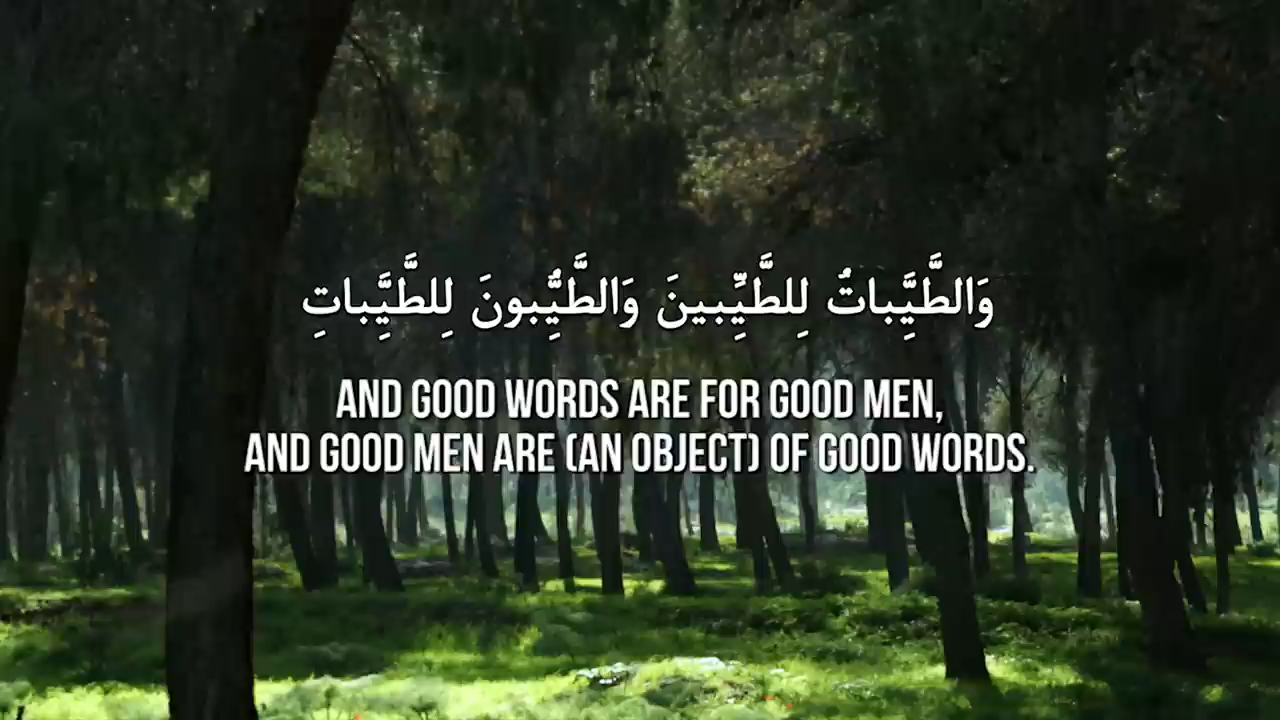 وَالطَّيِّباتُ لِلطَّيِّبينَ وَالطَّيِّبونَ لِلطَّيِّباتِ
AND GOOD WORDS ARE FOR GOOD MEN,
AND GOOD MEN ARE (AN OBJECT) OF GOOD WORDS.